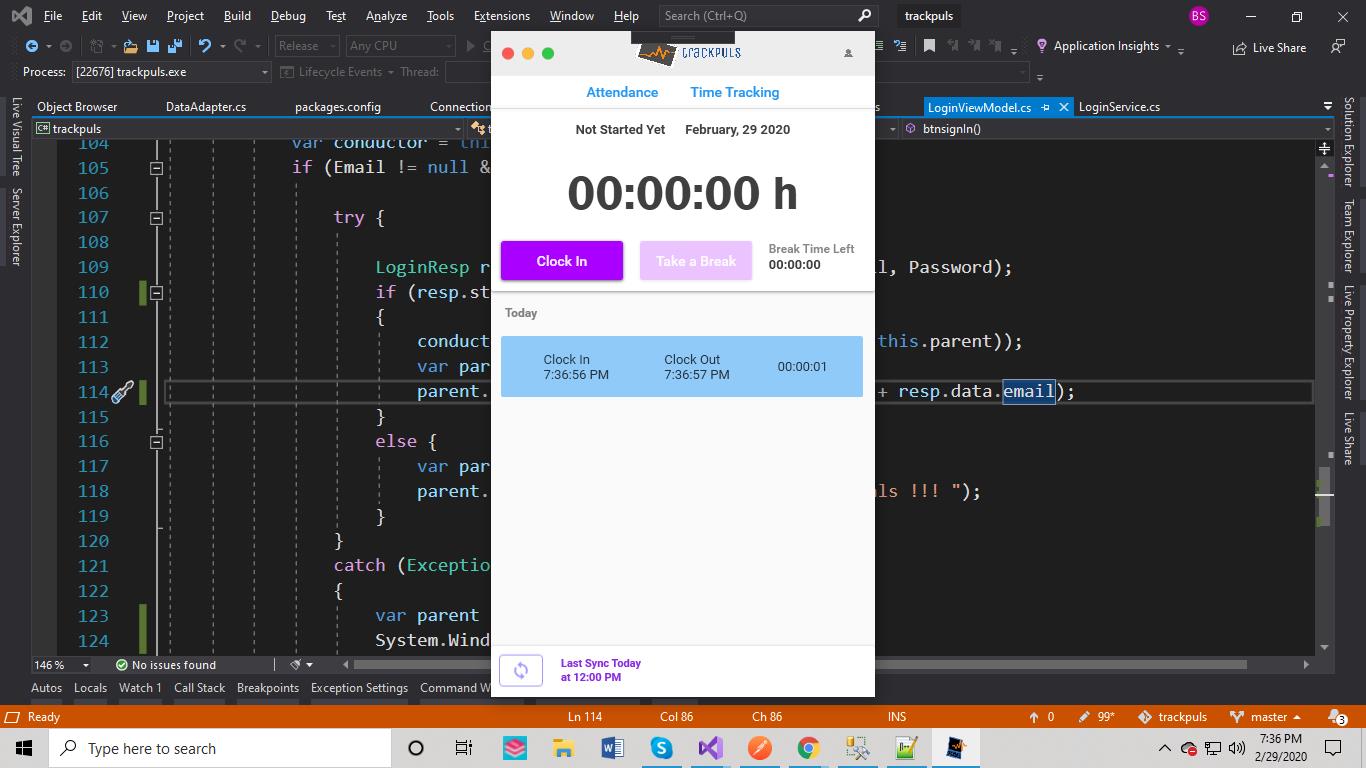 File Edit View Project Build Debug Test Analyze Tools Extensions Window Help Search (Ctrl+Q) trackpuls BS
Release Any CPU Application Insights Live Share
Process: [22676] trackpuls.exe Lifecycle Events Thread:
Object Browser DataAdapter.cs packages.config Connection LoginViewModel.cs LoginService.cs
C# trackpuls btnsignIn()
trackpuls
Attendance Time Tracking
Not Started Yet February, 29 2020
00:00:00 h
Clock In Take a Break Break Time Left
00:00:00
Today
Clock In Clock Out 00:00:01
7:36:56 PM 7:36:57 PM
Last Sync Today
at 12:00 PM
104 var conductor =
105 if (Email != null &
106
107 try {
108
109 LoginResp , Password);
110 if (resp.
111 {
112 this.parent));
113 var
114 parent. + resp.data.email);
115 }
116 else {
117 var
118 parent. !!! ");
119 }
120 }
121 catch (
122 {
123 var parent
124 System.
Live Visual Tree
Server Explorer
Solution Explorer
Team Explorer
Live Property Explorer
Live Share
146 % No issues found
Autos Locals Watch 1 Call Stack Breakpoints Exception Settings Command
Ready Ln 114 Col 86 Ch 86 INS 0 99* trackpuls master 3
Type here to search 7:36 PM
2/29/2020